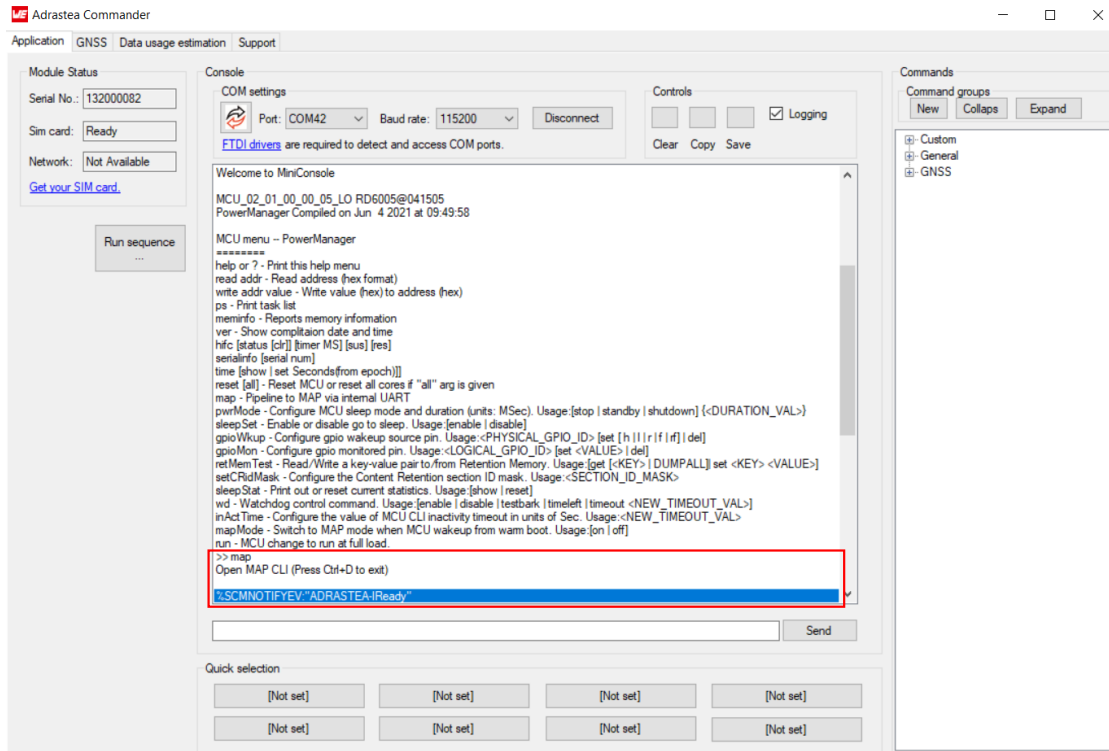 WE Adrastea Commander
Application GNSS Data usage estimation Support
Module Status
Serial No.: 132000082
Sim card: Ready
Network: Not Available
Get your SIM card.
Run sequence
...
Console
COM settings
Port: COM42 Baud rate: 115200 Disconnect
FTDI drivers are required to detect and access COM ports.
Controls
Logging
Clear Copy Save
Welcome to MiniConsole
MCU_02_01_00_00_05_LO RD6005@041505
PowerManager Compiled on Jun 4 2021 at 09:49:58
MCU menu -- PowerManager
========
help or ? - Print this help menu
read addr - Read address (hex format)
write addr value - Write value (hex) to address (hex)
ps - Print task list
meminfo - Reports memory information
ver - Show complitaion date and time
hifc [status [clr]] [timer MS] [sus] [res]
serialinfo [serial num]
time [show | set Seconds(from epoch)]]
reset [all] - Reset MCU or reset all cores if "all" arg is given
map - Pipeline to MAP via internal UART
pwrMode - Configure MCU sleep mode and duration (units: MSec). Usage:[stop | standby | shutdown] {<DURATION_VAL>}
sleepSet - Enable or disable go to sleep. Usage:[enable | disable]
gpioWkup - Configure gpio wakeup source pin. Usage:<PHYSICAL_GPIO_ID> [set [ h | l | r | f | rf] | del]
gpioMon - Configure gpio monitored pin. Usage:<LOGICAL_GPIO_ID> [set <VALUE> | del]
retMemTest - Read/Write a key-value pair to/from Retention Memory. Usage:[get [<KEY> | DUMPALL]| set <KEY> <VALUE>]
setCRidMask - Configure the Content Retention section ID mask. Usage:<SECTION_ID_MASK>
sleepStat - Print out or reset current statistics. Usage:[show | reset]
wd - Watchdog control command. Usage:[enable | disable | testbark | timeleft | timeout <NEW_TIMEOUT_VAL>]
inActTime - Configure the value of MCU CLI inactivity timeout in units of Sec. Usage:<NEW_TIMEOUT_VAL>
mapMode - Switch to MAP mode when MCU wakeup from warm boot. Usage:[on | off]
run - MCU change to run at full load.
>> map
Open MAP CLI (Press Ctrl+D to exit)
%SCMNOTIFYEV:"ADRASTEA-IReady"
Send
Quick selection
[Not set] [Not set] [Not set] [Not set]
[Not set] [Not set] [Not set] [Not set]
Commands
Command groups
New Collaps Expand
Custom
General
GNSS